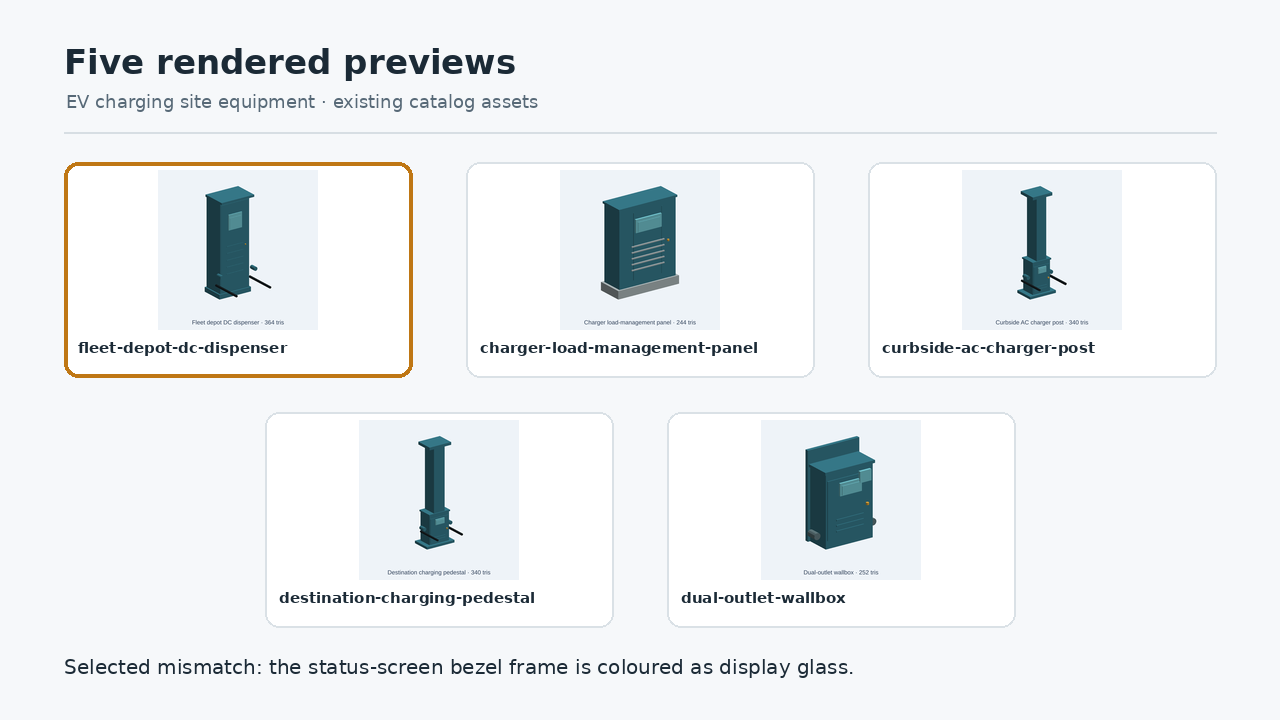 Five rendered previews
EV charging site equipment · existing catalog assets
Fleet depot DC dispenser · 364 tris
fleet-depot-dc-dispenser
Charger load-management panel · 244 tris
charger-load-management-panel
Curbside AC charger post · 340 tris
curbside-ac-charger-post
Destination charging pedestal · 340 tris
destination-charging-pedestal
Dual-outlet wallbox · 252 tris
dual-outlet-wallbox
Selected mismatch: the status-screen bezel frame is coloured as display glass.